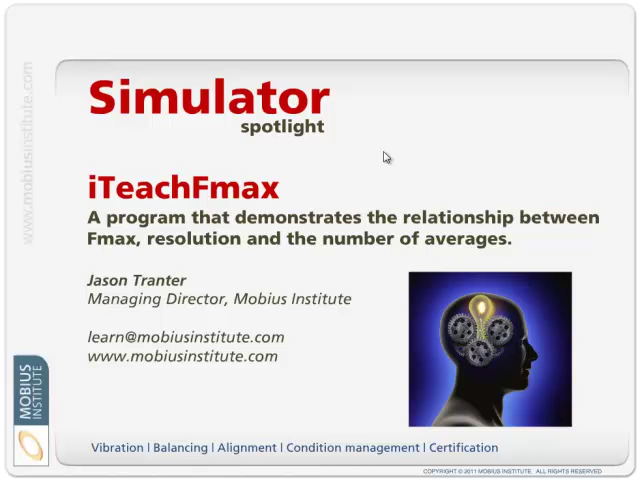 Simulator
spotlight
iTeachFmax
A program that demonstrates the relationship between
Fmax, resolution and the number of averages.
Jason Tranter
Managing Director, Mobius Institute
learn@mobiusinstitute.com
www.mobiusinstitute.com
www.mobiusinstitute.com
MOBIUS
INSTITUTE
Vibration | Balancing | Alignment | Condition management | Certification
COPYRIGHT © 2011 MOBIUS INSTITUTE. ALL RIGHTS RESERVED